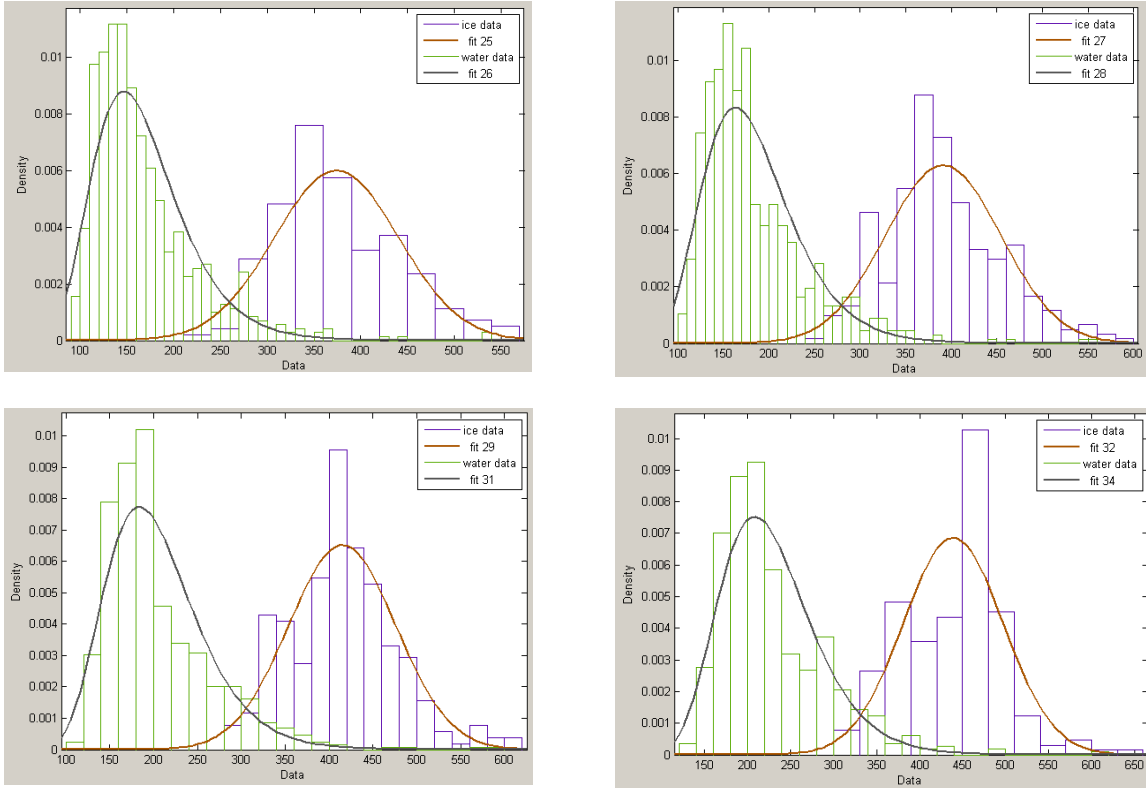 ice data
fit 25
water data
fit 26
0.01
0.008
0.006
0.004
0.002
0
Density
100 150 200 250 300 350 400 450 500 550
Data
ice data
fit 27
water data
fit 28
0.01
0.008
0.006
0.004
0.002
0
Density
100 150 200 250 300 350 400 450 500 550 600
Data
ice data
fit 29
water data
fit 31
0.01
0.009
0.008
0.007
0.006
0.005
0.004
0.003
0.002
0.001
0
Density
100 150 200 250 300 350 400 450 500 550 600
Data
ice data
fit 32
water data
fit 34
0.01
0.009
0.008
0.007
0.006
0.005
0.004
0.003
0.002
0.001
0
Density
150 200 250 300 350 400 450 500 550 600 650
Data